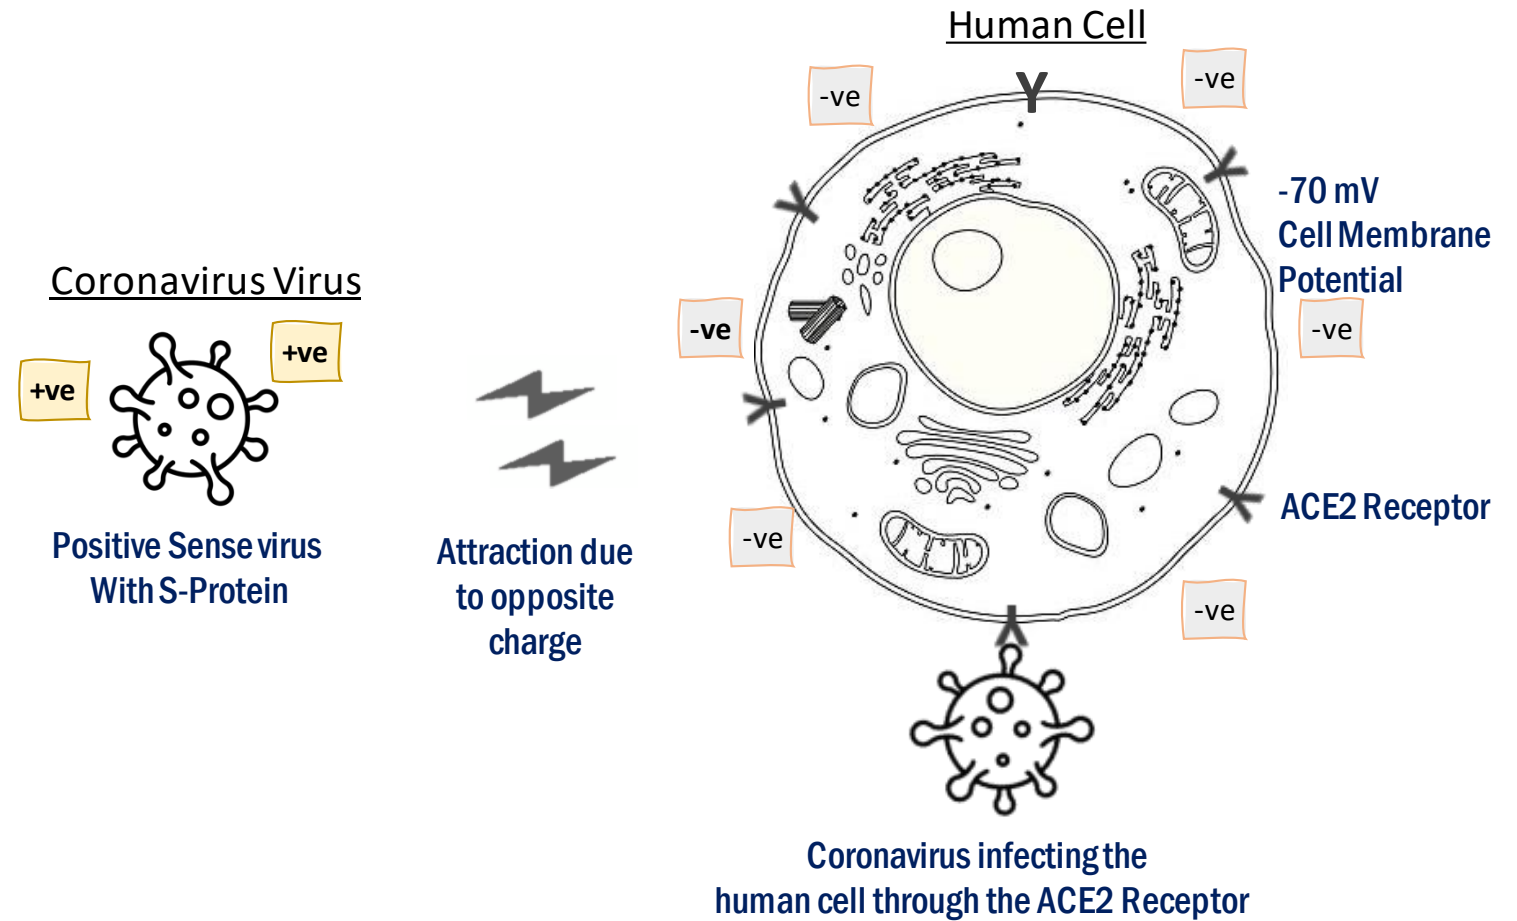 Human Cell
-ve
-ve
-70 mV
Cell Membrane
Potential
Coronavirus Virus
+ve
+ve
-ve
-ve
Positive Sense virus
With S-Protein
Attraction due
to opposite
charge
-ve
ACE2 Receptor
-ve
Coronavirus infecting the
human cell through the ACE2 Receptor